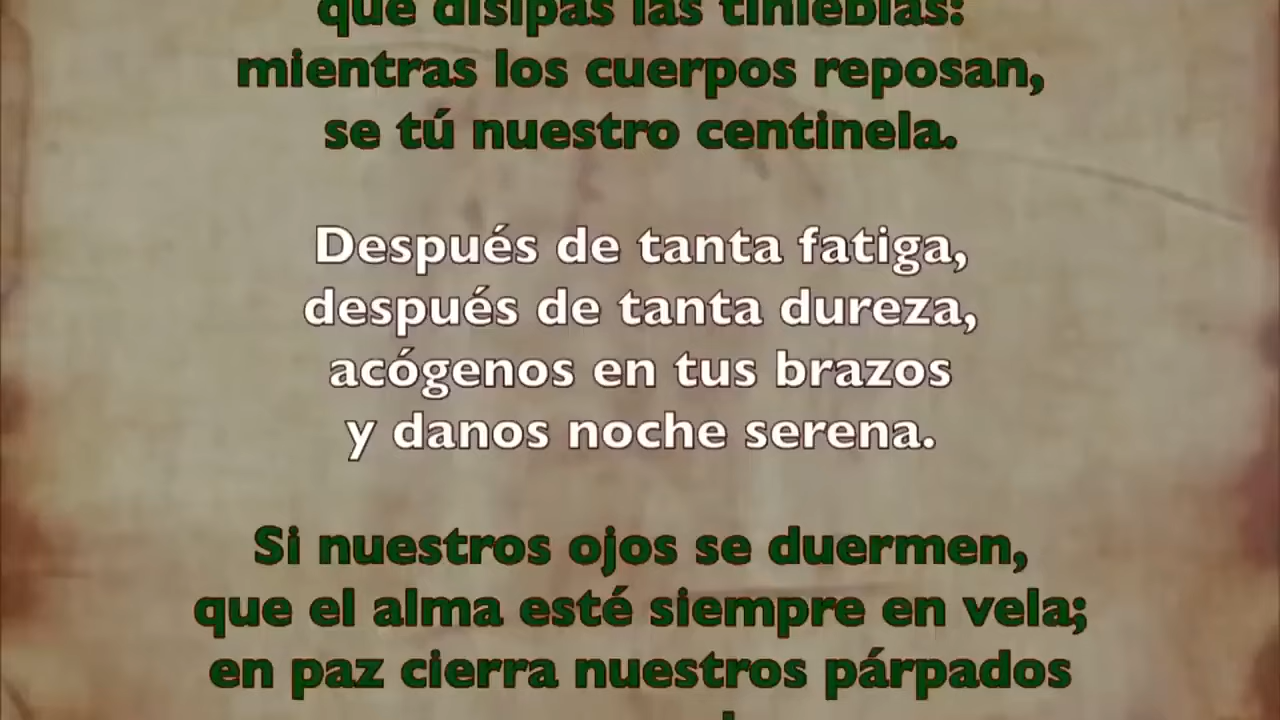 que disipas las tinieblas:
mientras los cuerpos reposan,
se tú nuestro centinela.
Después de tanta fatiga,
después de tanta dureza,
acógenos en tus brazos
y danos noche serena.
Si nuestros ojos se duermen,
que el alma esté siempre en vela;
en paz cierra nuestros párpados